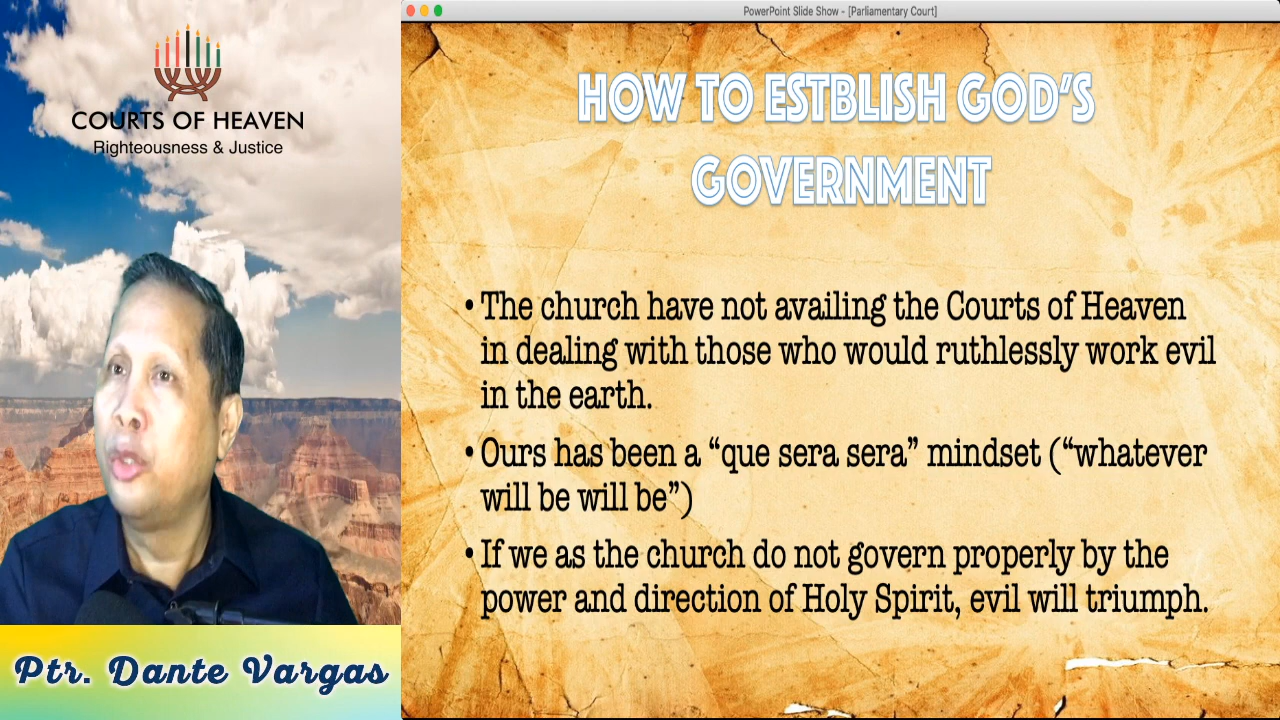 COURTS OF HEAVEN
Righteousness & Justice
Ptr. Dante Vargas
PowerPoint Slide Show - [Parliamentary Court]
HOW TO ESTBLISH GOD'S
GOVERNMENT
• The church have not availing the Courts of Heaven
in dealing with those who would ruthlessly work evil
in the earth.
• Ours has been a “que sera sera” mindset (“whatever
will be will be”)
• If we as the church do not govern properly by the
power and direction of Holy Spirit, evil will triumph.